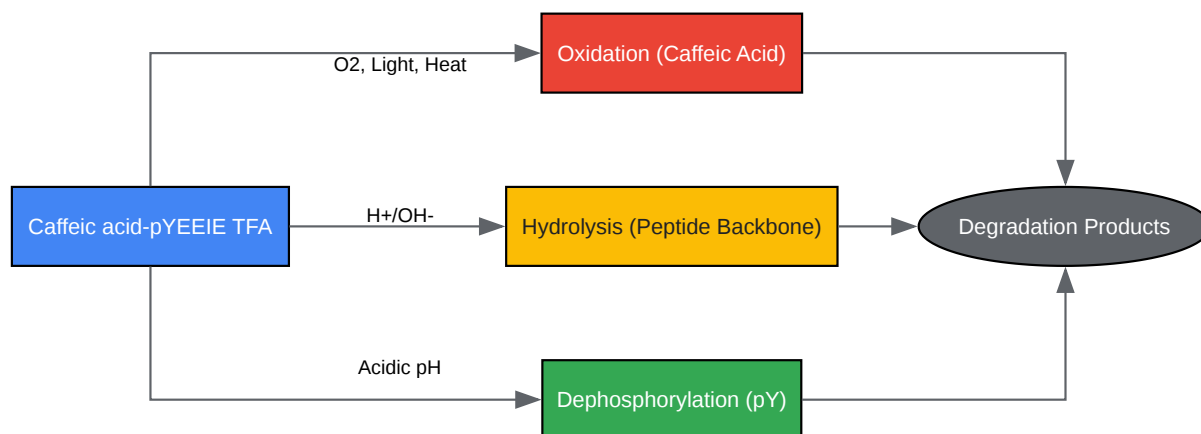 Oxidation (Caffeic Acid)
O2, Light, Heat
Caffeic acid-pYEEIE TFA
H+/OH-
Hydrolysis (Peptide Backbone)
Degradation Products
Acidic pH
Dephosphorylation (pY)